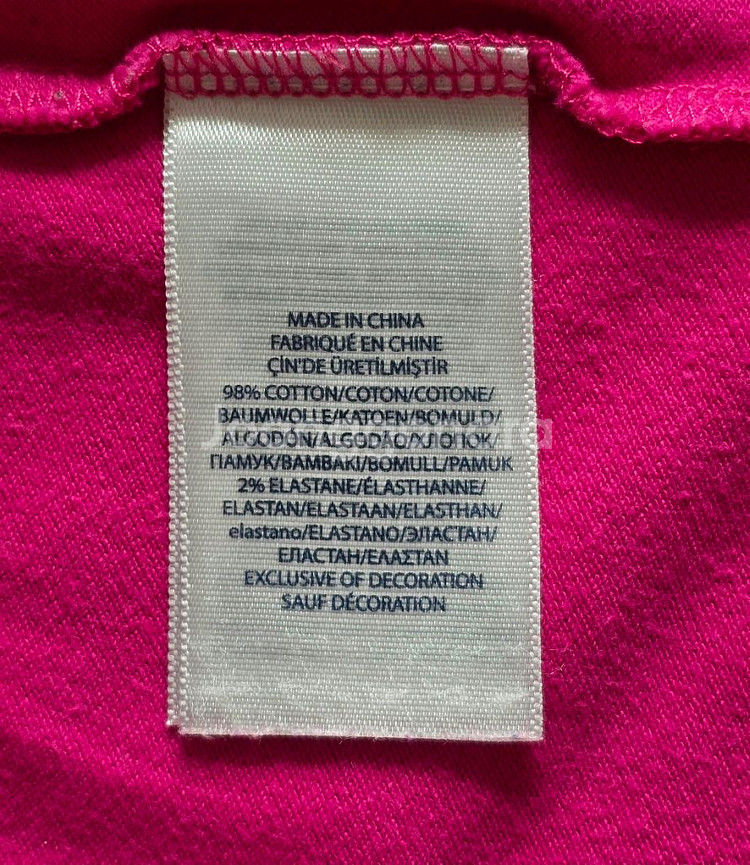 MADE IN CHINA
FABRIQUÉ EN CHINE
ÇİN'DE ÜRETİLMİŞTİR
98% COTTON/COTON/COTONE/
BAUMWOLLE/KATOEN/BOMULD/
ALGODÓN/ALGODÃO/ХЛОПОК/
ПАМУК/BAMBAKI/BOMULL/PAMUK
2% ELASTANE/ÉLASTHANNE/
ELASTAN/ELASTAAN/ELASTHAN/
elastano/ELASTANO/ЭЛАСТАН/
ЕЛАСТАН/ΕΛΑΣΤΑΝ
EXCLUSIVE OF DECORATION
SAUF DÉCORATION